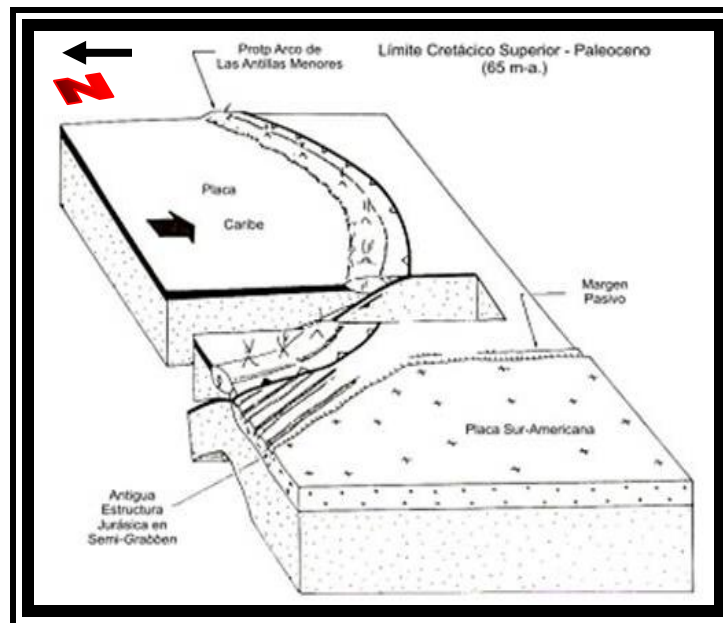 Protp Arco de
Las Antillas Menores
Límite Cretácico Superior - Paleoceno
(65 m-a.)
N
Placa
Caribe
Margen
Pasivo
Placa Sur-Americana
Antigua
Estructura
Jurásica en
Semi-Grabben